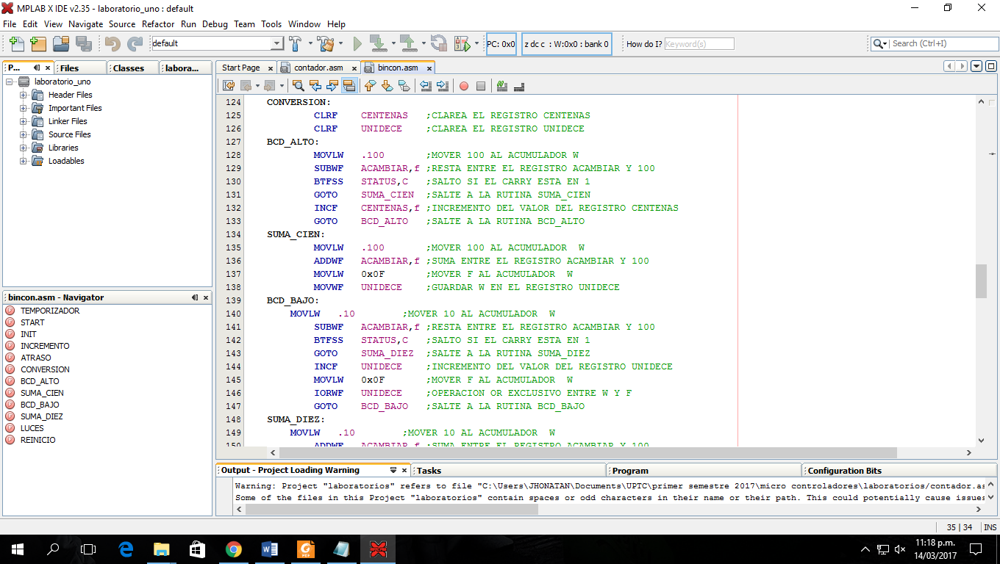 MPLAB X IDE v2.35 - laboratorio_uno : default
File Edit View Navigate Source Refactor Run Debug Team Tools Window Help
default
PC: 0x0
z dc c : W:0x0 : bank 0
How do I?
Keyword(s)
Search (Ctrl+I)
P...
Files
Classes
labora...
laboratorio_uno
Header Files
Important Files
Linker Files
Source Files
Libraries
Loadables
bincon.asm - Navigator
TEMPORIZADOR
START
INIT
INCREMENTO
ATRASO
CONVERSION
BCD_ALTO
SUMA_CIEN
BCD_BAJO
SUMA_DIEZ
LUCES
REINICIO
Start Page
contador.asm
bincon.asm
124 CONVERSION:
125 CLRF CENTENAS ;CLAREA EL REGISTRO CENTENAS
126 CLRF UNIDECE ;CLAREA EL REGISTRO UNIDECE
127 BCD_ALTO:
128 MOVLW .100 ;MOVER 100 AL ACUMULADOR W
129 SUBWF ACAMBIAR,f ;RESTA ENTRE EL REGISTRO ACAMBIAR Y 100
130 BTFSS STATUS,C ;SALTO SI EL CARRY ESTA EN 1
131 GOTO SUMA_CIEN ;SALTE A LA RUTINA SUMA_CIEN
132 INCF CENTENAS,f ;INCREMENTO DEL VALOR DEL REGISTRO CENTENAS
133 GOTO BCD_ALTO ;SALTE A LA RUTINA BCD_ALTO
134 SUMA_CIEN:
135 MOVLW .100 ;MOVER 100 AL ACUMULADOR W
136 ADDWF ACAMBIAR,f ;SUMA ENTRE EL REGISTRO ACAMBIAR Y 100
137 MOVLW 0x0F ;MOVER F AL ACUMULADOR W
138 MOVWF UNIDECE ;GUARDAR W EN EL REGISTRO UNIDECE
139 BCD_BAJO:
140 MOVLW .10 ;MOVER 10 AL ACUMULADOR W
141 SUBWF ACAMBIAR,f ;RESTA ENTRE EL REGISTRO ACAMBIAR Y 100
142 BTFSS STATUS,C ;SALTO SI EL CARRY ESTA EN 1
143 GOTO SUMA_DIEZ ;SALTE A LA RUTINA SUMA_DIEZ
144 INCF UNIDECE ;INCREMENTO DEL VALOR DEL REGISTRO UNIDECE
145 MOVLW 0x0F ;MOVER F AL ACUMULADOR W
146 IORWF UNIDECE ;OPERACION OR EXCLUSIVO ENTRE W Y F
147 GOTO BCD_BAJO ;SALTE A LA RUTINA BCD_BAJO
148 SUMA_DIEZ:
149 MOVLW .10 ;MOVER 10 AL ACUMULADOR W
150 ADDWF ACAMBIAR,f ;SUMA ENTRE EL REGISTRO ACAMBIAR Y 100
Output - Project Loading Warning
Tasks
Program
Configuration Bits
Warning: Project "laboratorios" refers to file "C:\Users\JHONATAN\Documents\UPTC\primer semestre 2017\micro controladores\laboratorios/contador.as
Some of the files in this Project "laboratorios" contain spaces or odd characters in their name or their path. This could potentially cause issues
35 | 34 INS
11:18 p.m.
14/03/2017